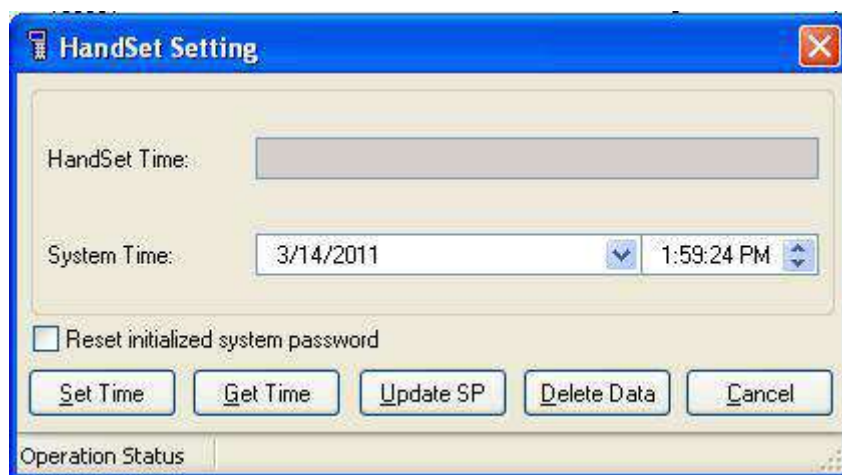 HandSet Setting
HandSet Time:
System Time: 3/14/2011 1:59:24 PM
Reset initialized system password
Set Time Get Time Update SP Delete Data Cancel
Operation Status